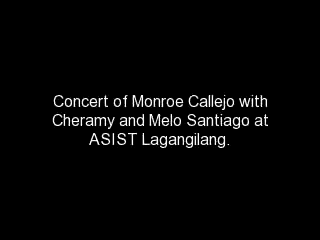 Concert of Monroe Callejo with
Cheramy and Melo Santiago at
ASIST Lagangilang.